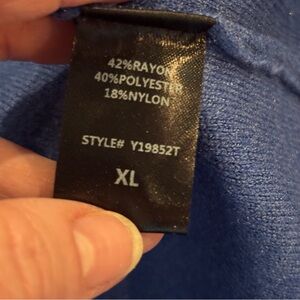 42%RAYON
40%POLYESTER
18%NYLON
STYLE# Y19852T
XL